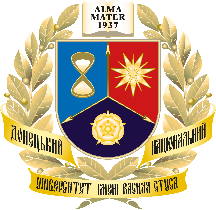 ALMA
MATER
1937
ДОНЕЦЬКИЙ НАЦІОНАЛЬНИЙ
УНІВЕРСИТЕТ ІМЕНІ ВАСИЛЯ СТУСА